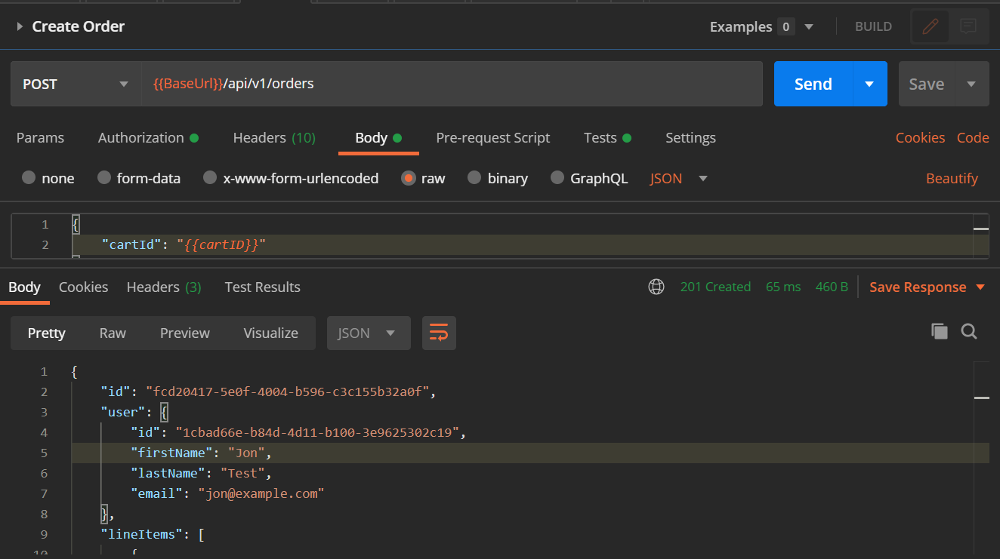 Create Order Examples 0 BUILD
POST {{BaseUrl}}/api/v1/orders Send Save
Params Authorization Headers (10) Body Pre-request Script Tests Settings Cookies Code
none form-data x-www-form-urlencoded raw binary GraphQL JSON Beautify
1 {
2 "cartId": "{{cartID}}"
Body Cookies Headers (3) Test Results 201 Created 65 ms 460 B Save Response
Pretty Raw Preview Visualize JSON
1 {
2 "id": "fcd20417-5e0f-4004-b596-c3c155b32a0f",
3 "user": {
4 "id": "1cbad66e-b84d-4d11-b100-3e9625302c19",
5 "firstName": "Jon",
6 "lastName": "Test",
7 "email": "jon@example.com"
8 },
9 "lineItems": [
10 {